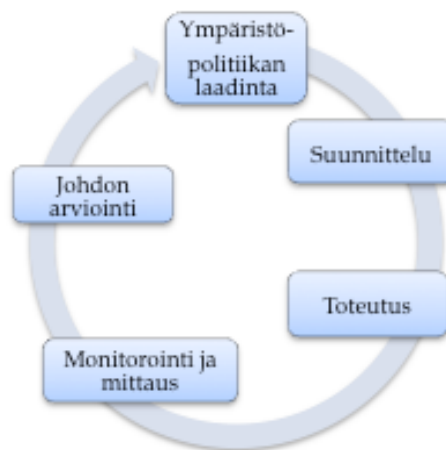 Ympäristö-
politiikan
laadinta
Suunnittelu
Toteutus
Monitorointi ja
mittaus
Johdon
arviointi